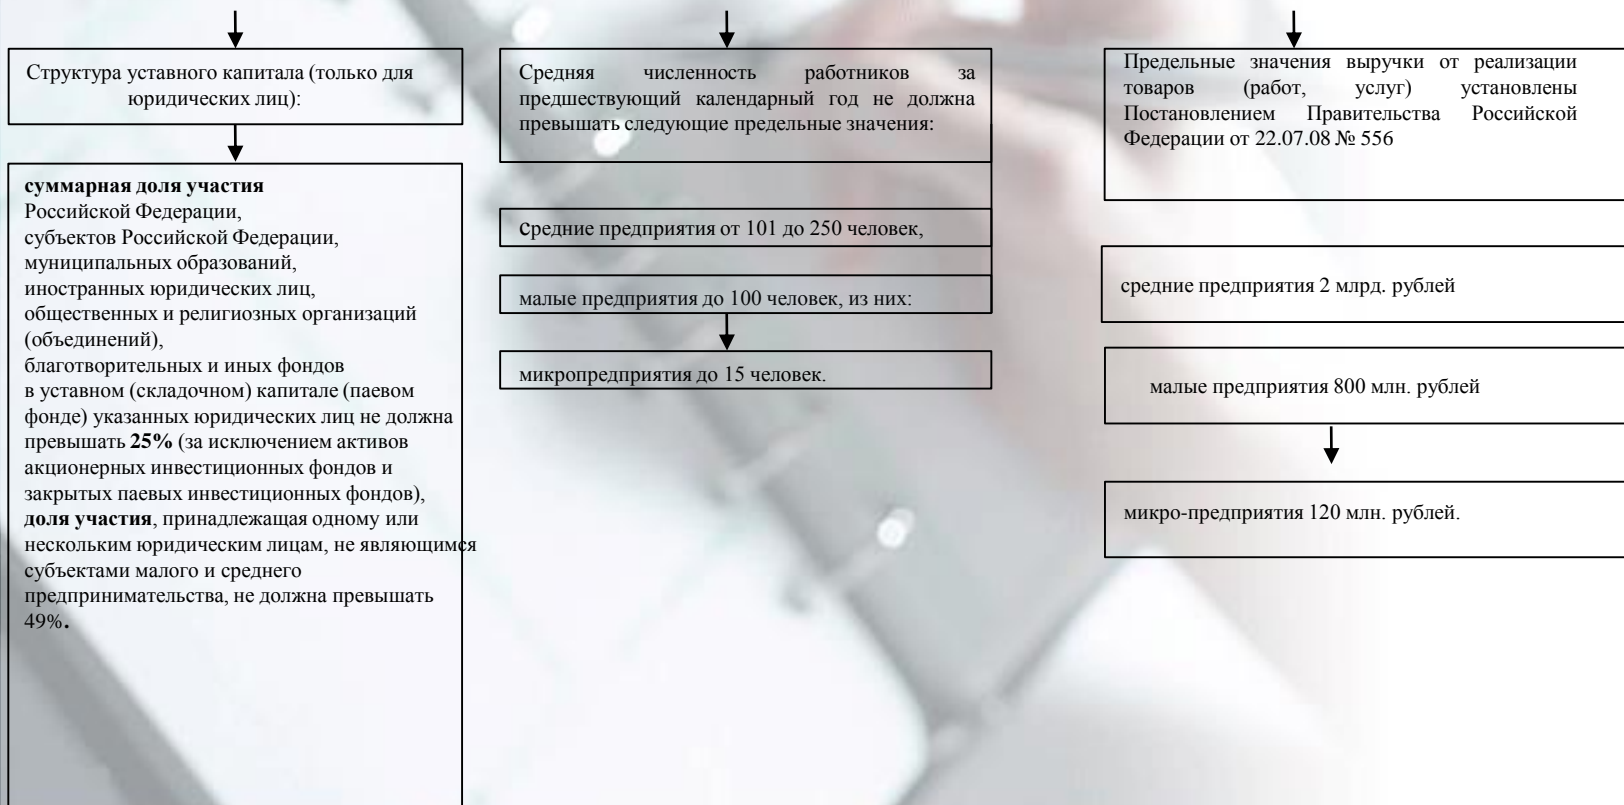 Структура уставного капитала (только для
юридических лиц):
суммарная доля участия
Российской Федерации,
субъектов Российской Федерации,
муниципальных образований,
иностранных юридических лиц,
общественных и религиозных организаций
(объединений),
благотворительных и иных фондов
в уставном (складочном) капитале (паевом
фонде) указанных юридических лиц не должна
превышать 25% (за исключением активов
акционерных инвестиционных фондов и
закрытых паевых инвестиционных фондов),
доля участия, принадлежащая одному или
нескольким юридическим лицам, не являющимся
субъектами малого и среднего
предпринимательства, не должна превышать
49%.
Средняя численность работников за
предшествующий календарный год не должна
превышать следующие предельные значения:
средние предприятия от 101 до 250 человек,
малые предприятия до 100 человек, из них:
микропредприятия до 15 человек.
Предельные значения выручки от реализации
товаров (работ, услуг) установлены
Постановлением Правительства Российской
Федерации от 22.07.08 № 556
средние предприятия 2 млрд. рублей
малые предприятия 800 млн. рублей
микро-предприятия 120 млн. рублей.